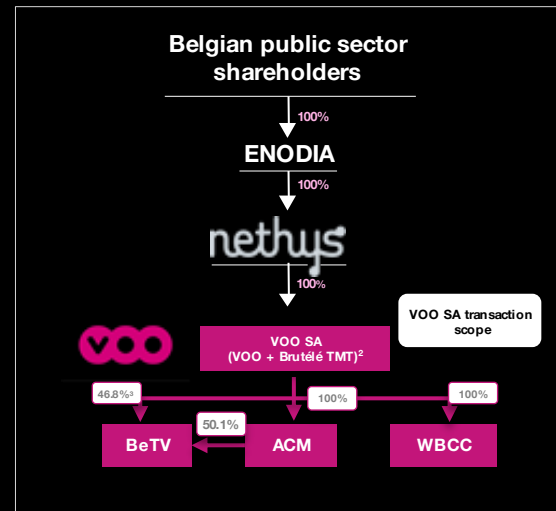 Belgian public sector
shareholders
100%
ENODIA
100%
nethys
100%
VOO
VOO SA
(VOO + Brutélé TMT)²
VOO SA transaction
scope
46.8%³
100%
100%
50.1%
BeTV
ACM
WBCC